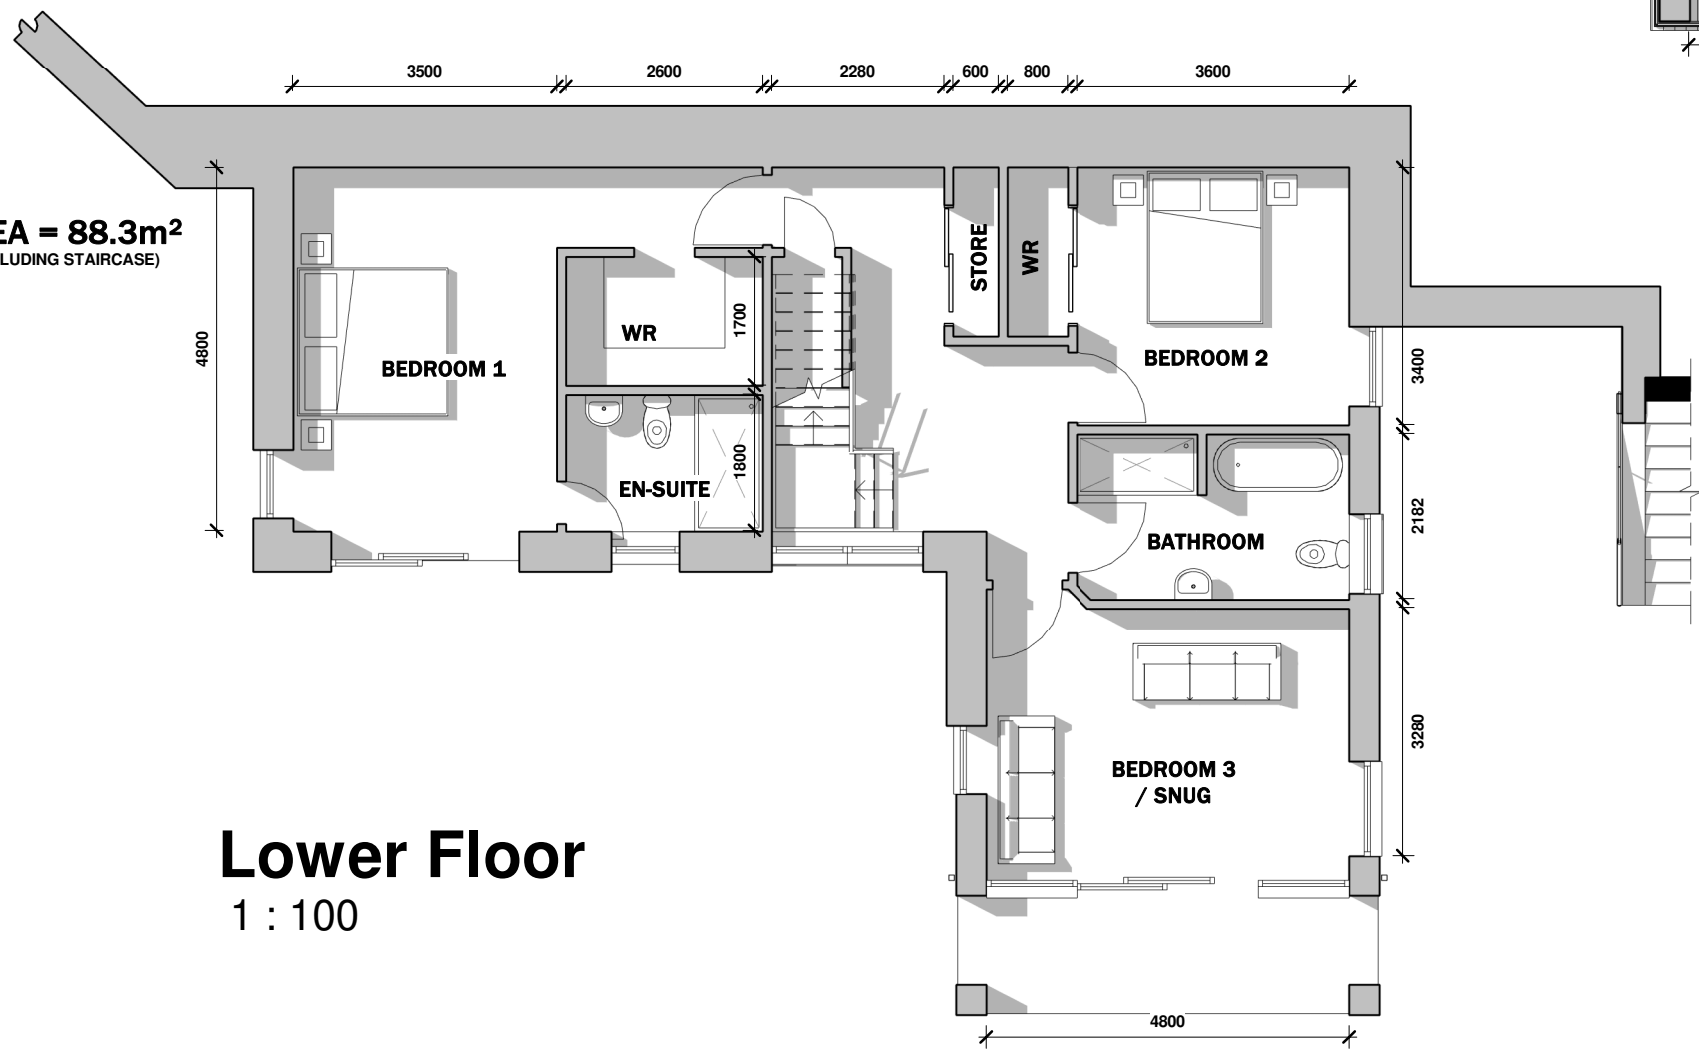 3500
2600
2280
600
800
3600
EA = 88.3m²
LUDING STAIRCASE)
4800
BEDROOM 1
WR
1700
STORE
WR
BEDROOM 2
3400
EN-SUITE
1800
BATHROOM
2182
BEDROOM 3
/ SNUG
3280
Lower Floor
1 : 100
4800